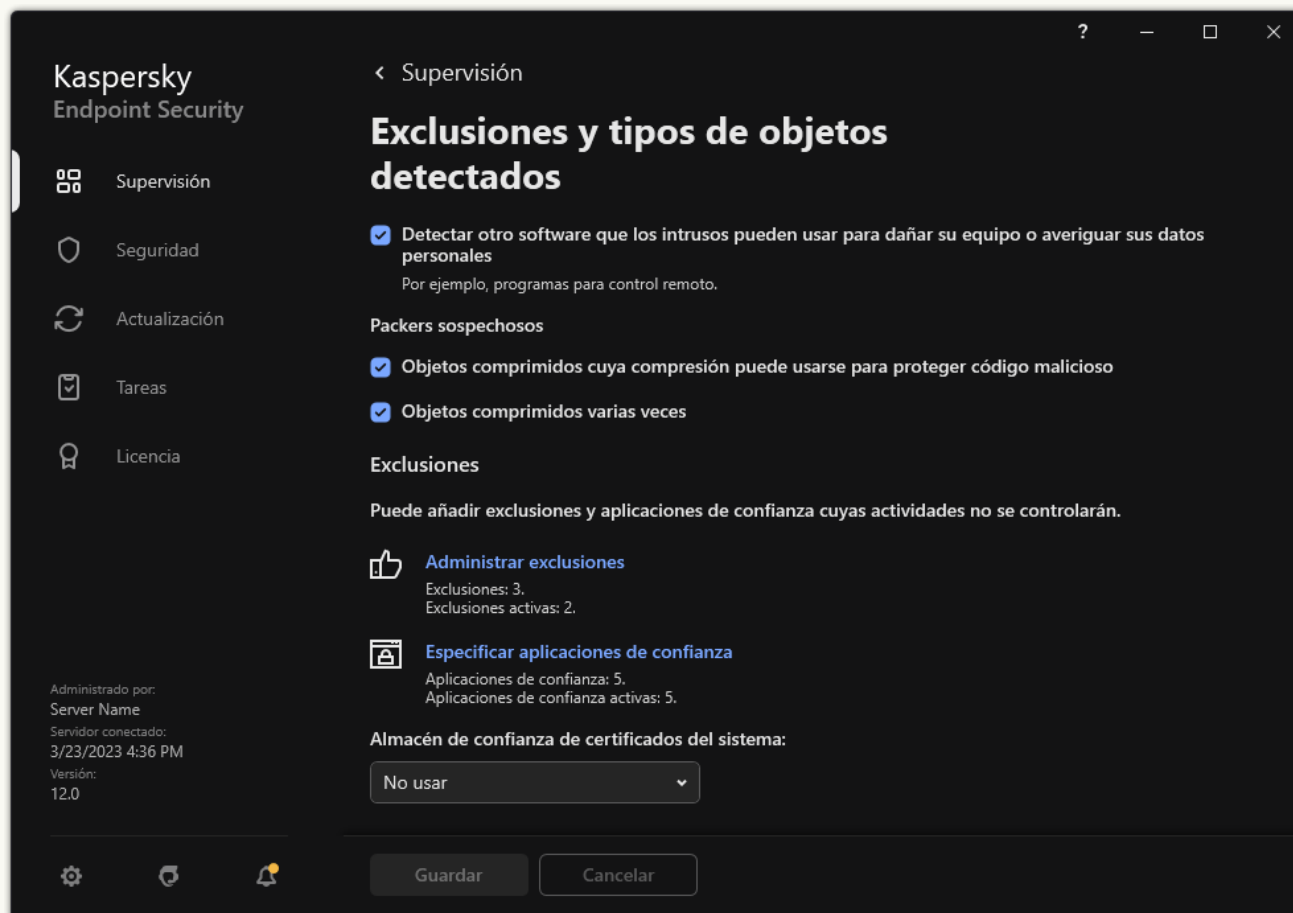 ?
Kaspersky
Endpoint Security
Supervisión
Seguridad
Actualización
Tareas
Licencia
Administrado por:
Server Name
Servidor conectado:
3/23/2023 4:36 PM
Versión:
12.0
Supervisión
Exclusiones y tipos de objetos
detectados
Detectar otro software que los intrusos pueden usar para dañar su equipo o averiguar sus datos
personales
Por ejemplo, programas para control remoto.
Packers sospechosos
Objetos comprimidos cuya compresión puede usarse para proteger código malicioso
Objetos comprimidos varias veces
Exclusiones
Puede añadir exclusiones y aplicaciones de confianza cuyas actividades no se controlarán.
Administrar exclusiones
Exclusiones: 3.
Exclusiones activas: 2.
Especificar aplicaciones de confianza
Aplicaciones de confianza: 5.
Aplicaciones de confianza activas: 5.
Almacén de confianza de certificados del sistema:
No usar
Guardar
Cancelar